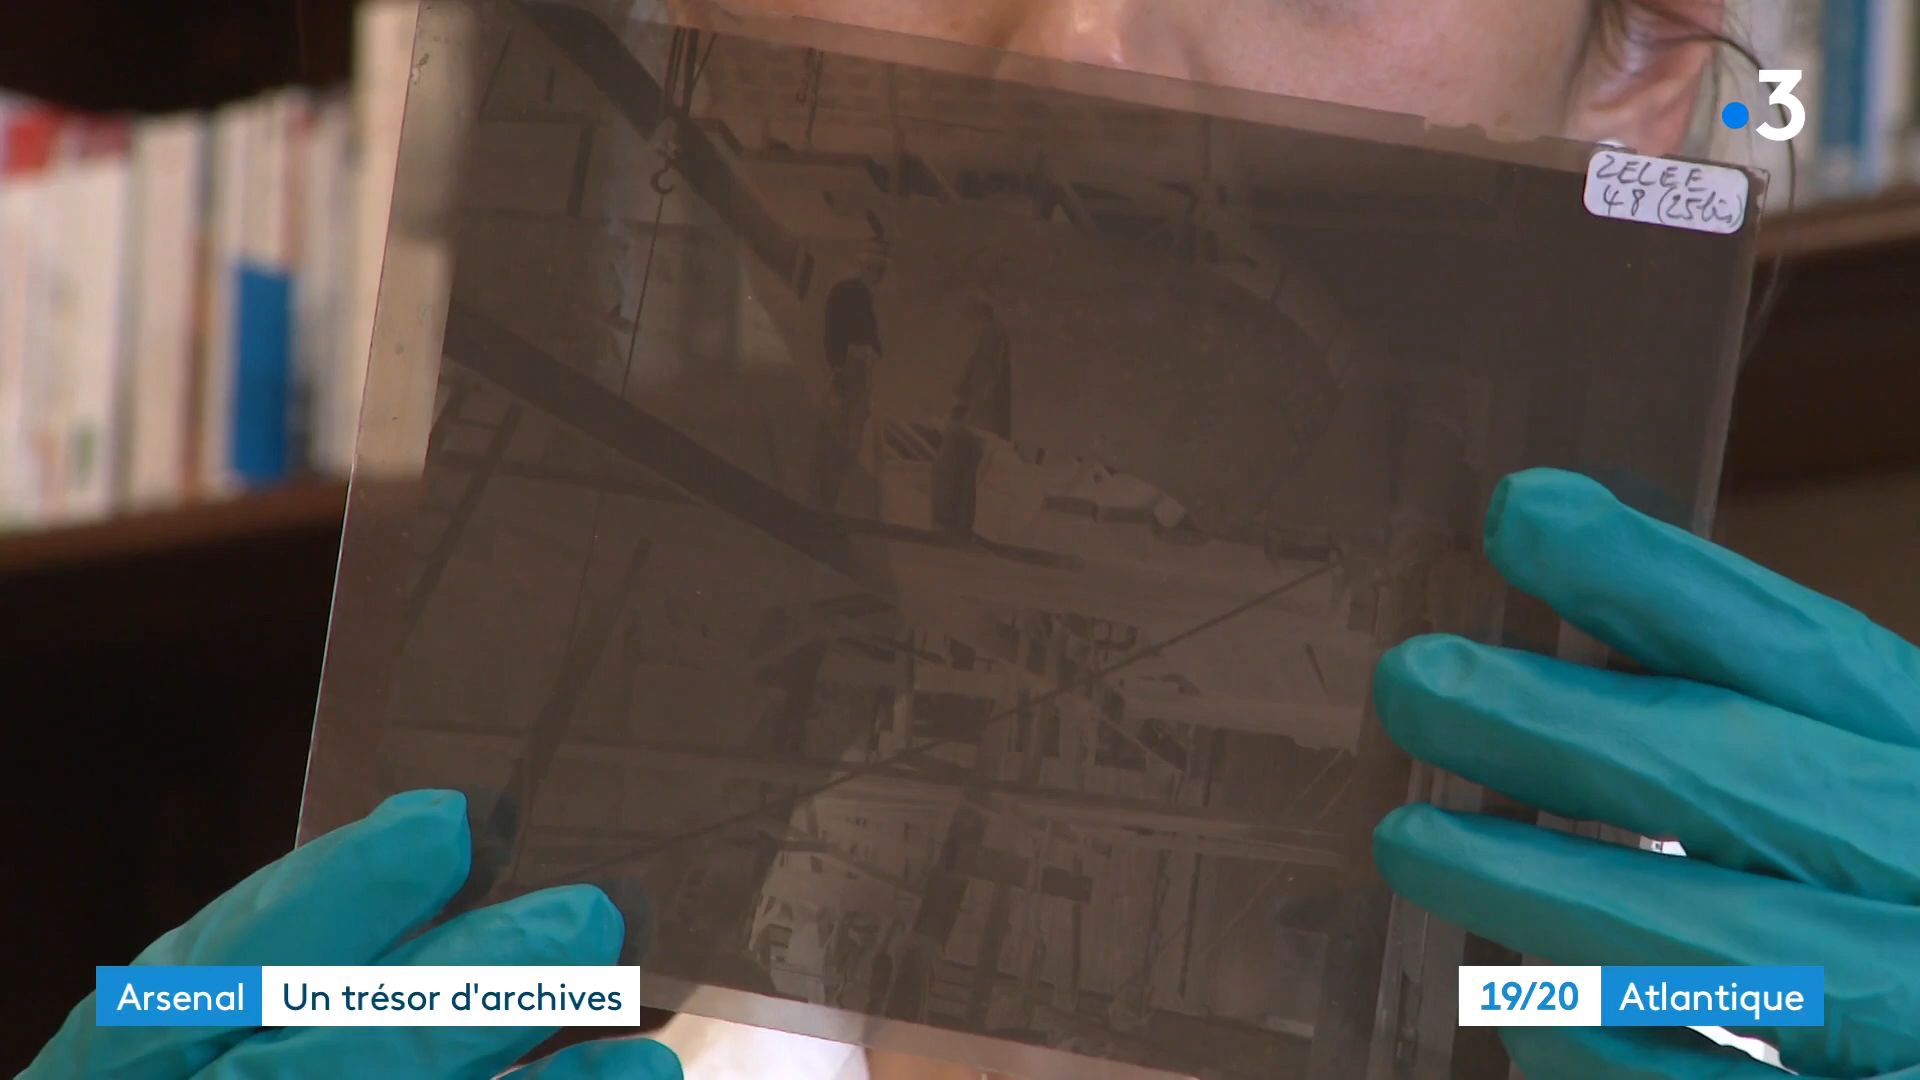 3
ZELEE
48 (25bis)
Arsenal Un trésor d'archives
19/20 Atlantique